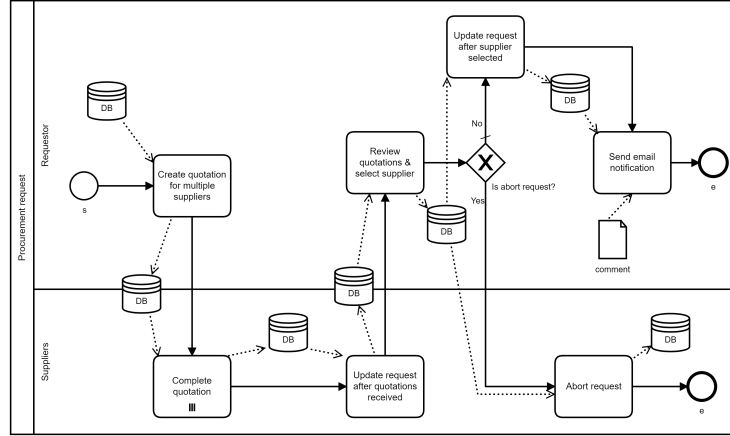 Procurement request
Requestor
Suppliers
DB
s
Create quotation
for multiple
suppliers
DB
Complete
quotation
DB
Update request
after quotations
received
DB
Review
quotations &
select supplier
DB
Is abort request?
No
Yes
Update request
after supplier
selected
DB
Send email
notification
comment
e
Abort request
DB
e